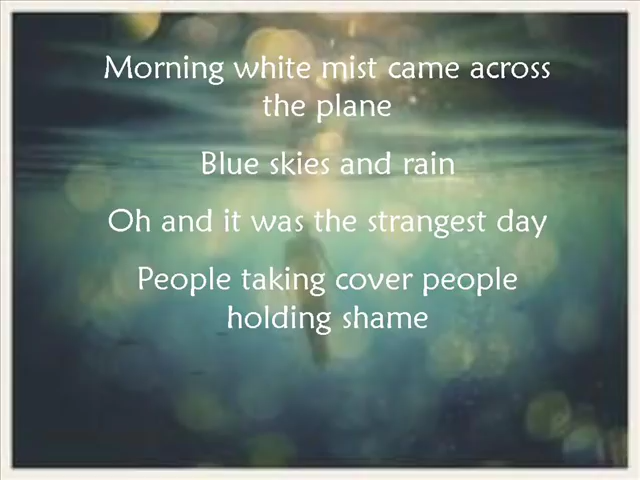 Morning white mist came across
the plane
Blue skies and rain
Oh and it was the strangest day
People taking cover people
holding shame